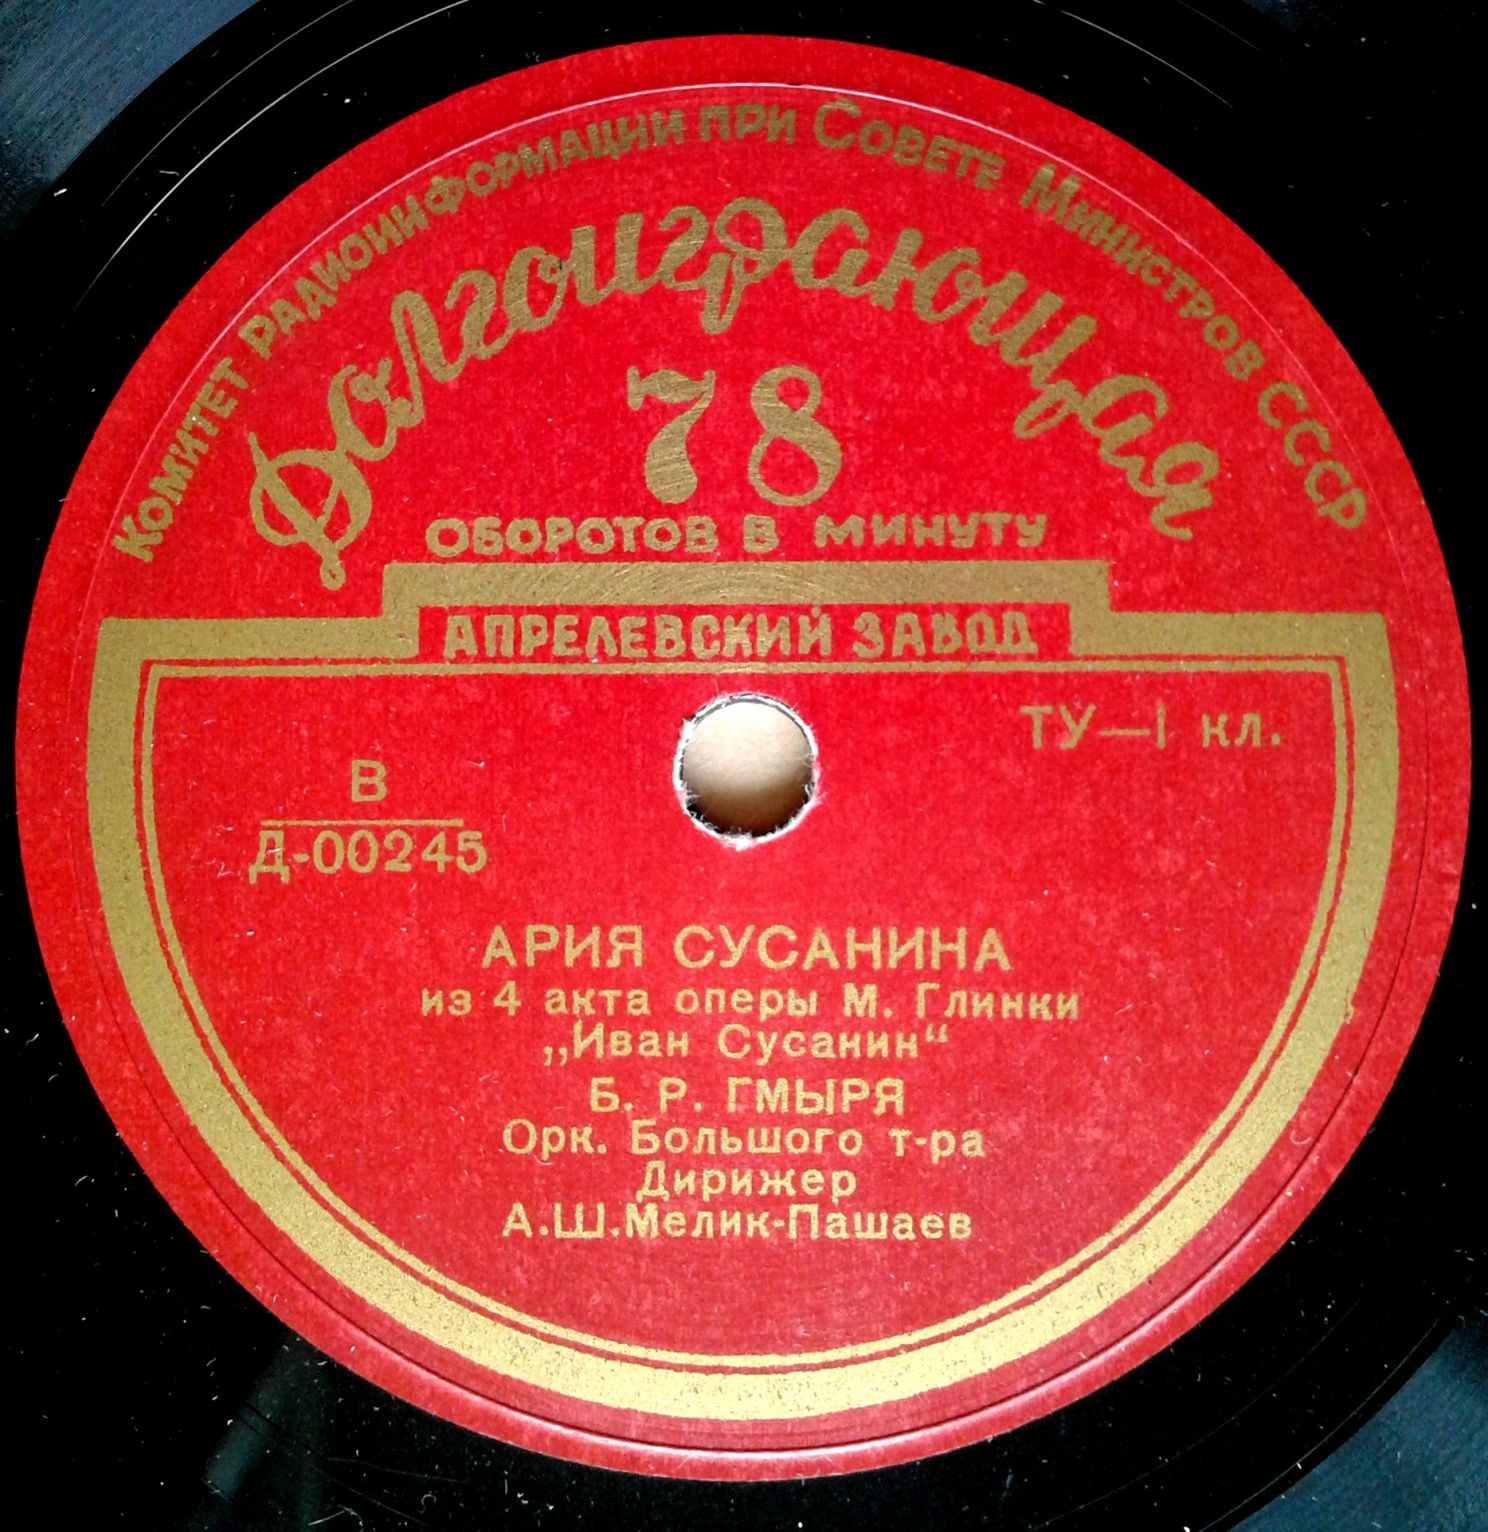 Комитет Радиоинформации при Совете Министров СССР
Долгоиграющая
78
ОБОРОТОВ В МИНУТУ
АПРЕЛЕВСКИЙ ЗАВОД
ТУ—I кл.
В
Д-00245
АРИЯ СУСАНИНА
из 4 акта оперы М. Глинки
„Иван Сусанин“
Б. Р. ГМЫРЯ
Орк. Большого т-ра
Дирижер
А.Ш.Мелик-Пашаев